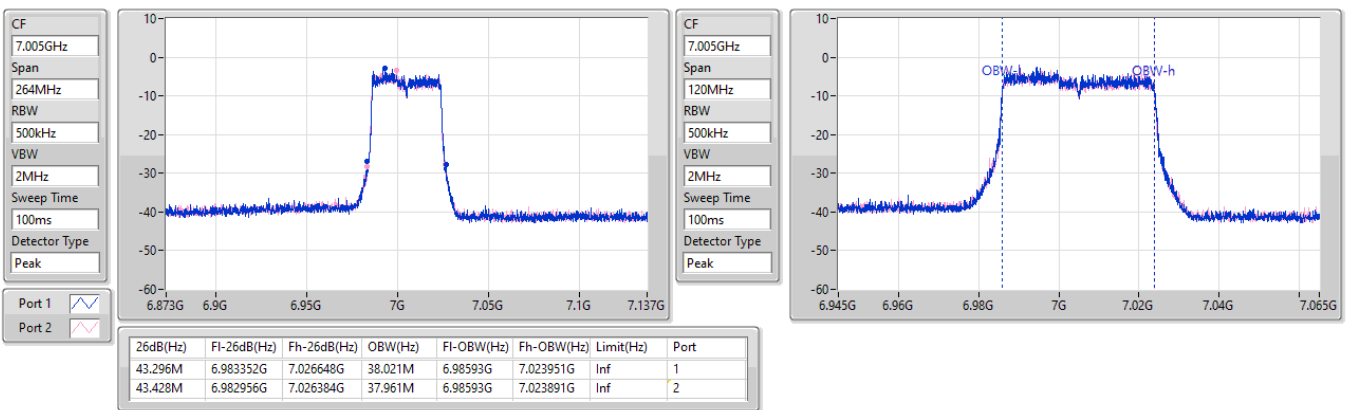 CF
7.005GHz
Span
264MHz
RBW
500kHz
VBW
2MHz
Sweep Time
100ms
Detector Type
Peak
Port 1
Port 2
10
0
-10
-20
-30
-40
-50
-60
6.873G 6.9G 6.95G 7G 7.05G 7.1G 7.137G
CF
7.005GHz
Span
120MHz
RBW
500kHz
VBW
2MHz
Sweep Time
100ms
Detector Type
Peak
10
0
-10
-20
-30
-40
-50
-60
OBW-l OBW-h
6.945G 6.96G 6.98G 7G 7.02G 7.04G 7.065G
26dB(Hz) Fl-26dB(Hz) Fh-26dB(Hz) OBW(Hz) Fl-OBW(Hz) Fh-OBW(Hz) Limit(Hz) Port
43.296M 6.983352G 7.026648G 38.021M 6.98593G 7.023951G Inf 1
43.428M 6.982956G 7.026384G 37.961M 6.98593G 7.023891G Inf 2